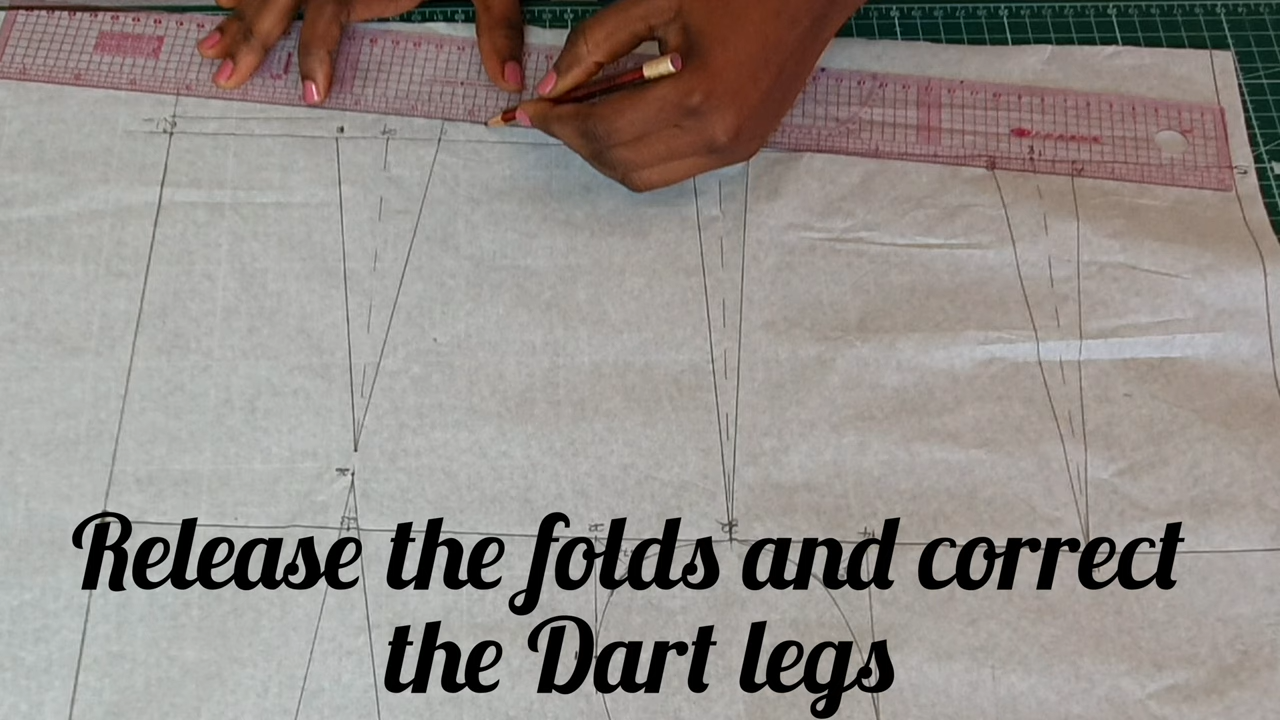 Release the folds and correct
the Dart legs